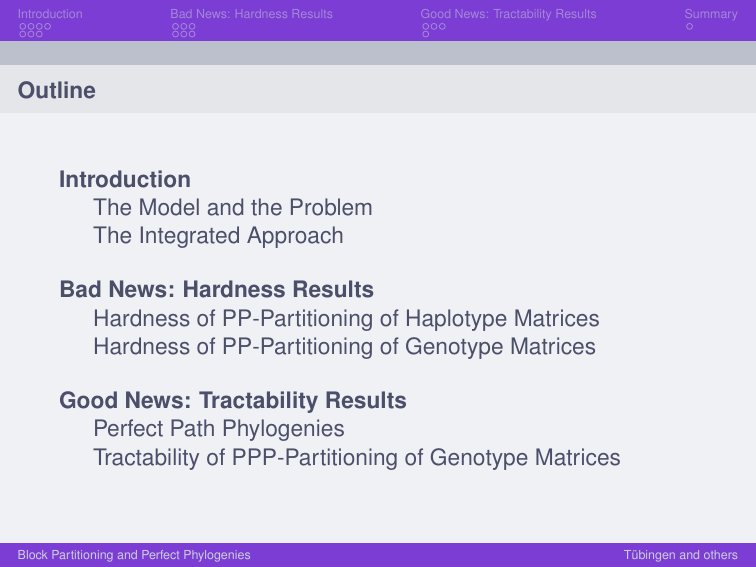 Introduction Bad News: Hardness Results Good News: Tractability Results Summary
Outline
Introduction
The Model and the Problem
The Integrated Approach
Bad News: Hardness Results
Hardness of PP-Partitioning of Haplotype Matrices
Hardness of PP-Partitioning of Genotype Matrices
Good News: Tractability Results
Perfect Path Phylogenies
Tractability of PPP-Partitioning of Genotype Matrices
Block Partitioning and Perfect Phylogenies Tübingen and others